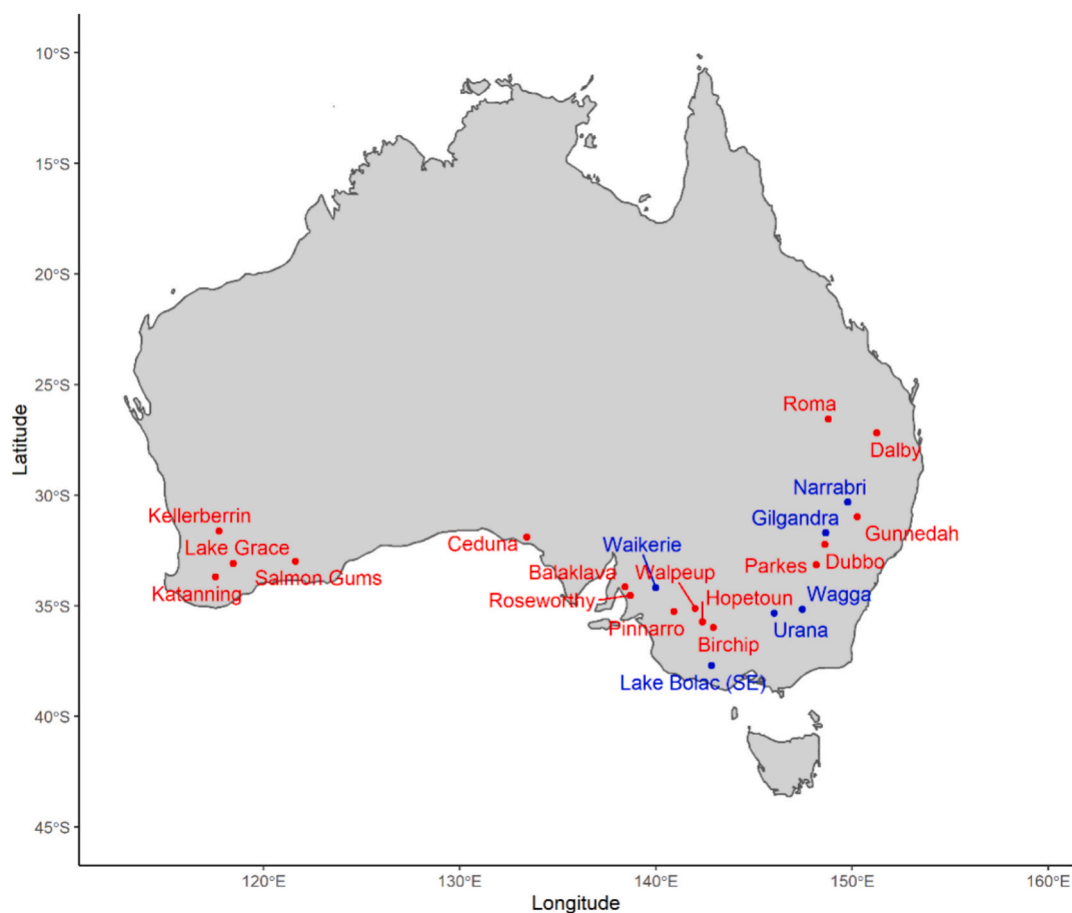 10°S
15°S
20°S
25°S
30°S
35°S
40°S
45°S
Latitude
Roma
Dalby
Narrabri
Gilgandra
Gunnedah
Kellerberrin
Lake Grace
Salmon Gums
Katanning
Ceduna
Waikerie
Parkes
Dubbo
Balaklava
Walpeup
Roseworthy
Hopetoun
Wagga
Pinnarro
Birchip
Urana
Lake Bolac (SE)
120°E
130°E
140°E
150°E
160°E
Longitude